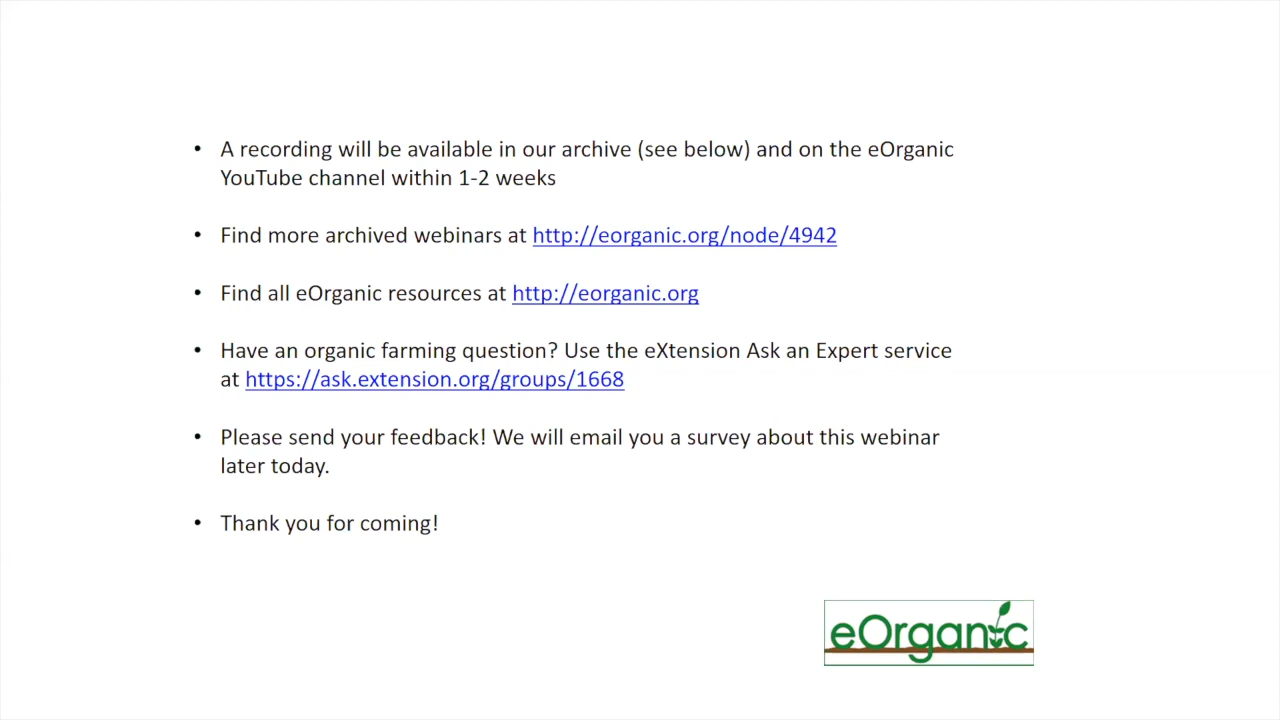 • A recording will be available in our archive (see below) and on the eOrganic
YouTube channel within 1-2 weeks
• Find more archived webinars at http://eorganic.org/node/4942
• Find all eOrganic resources at http://eorganic.org
• Have an organic farming question? Use the eXtension Ask an Expert service
at https://ask.extension.org/groups/1668
• Please send your feedback! We will email you a survey about this webinar
later today.
• Thank you for coming!
eOrganic